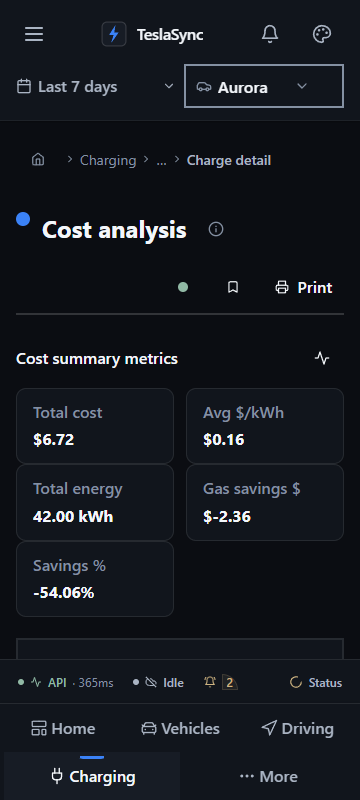 TeslaSync
Last 7 days
Aurora
Charging
...
Charge detail
Cost analysis
Print
Cost summary metrics
Total cost
$6.72
Avg $/kWh
$0.16
Total energy
42.00 kWh
Gas savings $
$-2.36
Savings %
-54.06%
API · 365ms
Idle
2
Status
Home
Vehicles
Driving
Charging
More